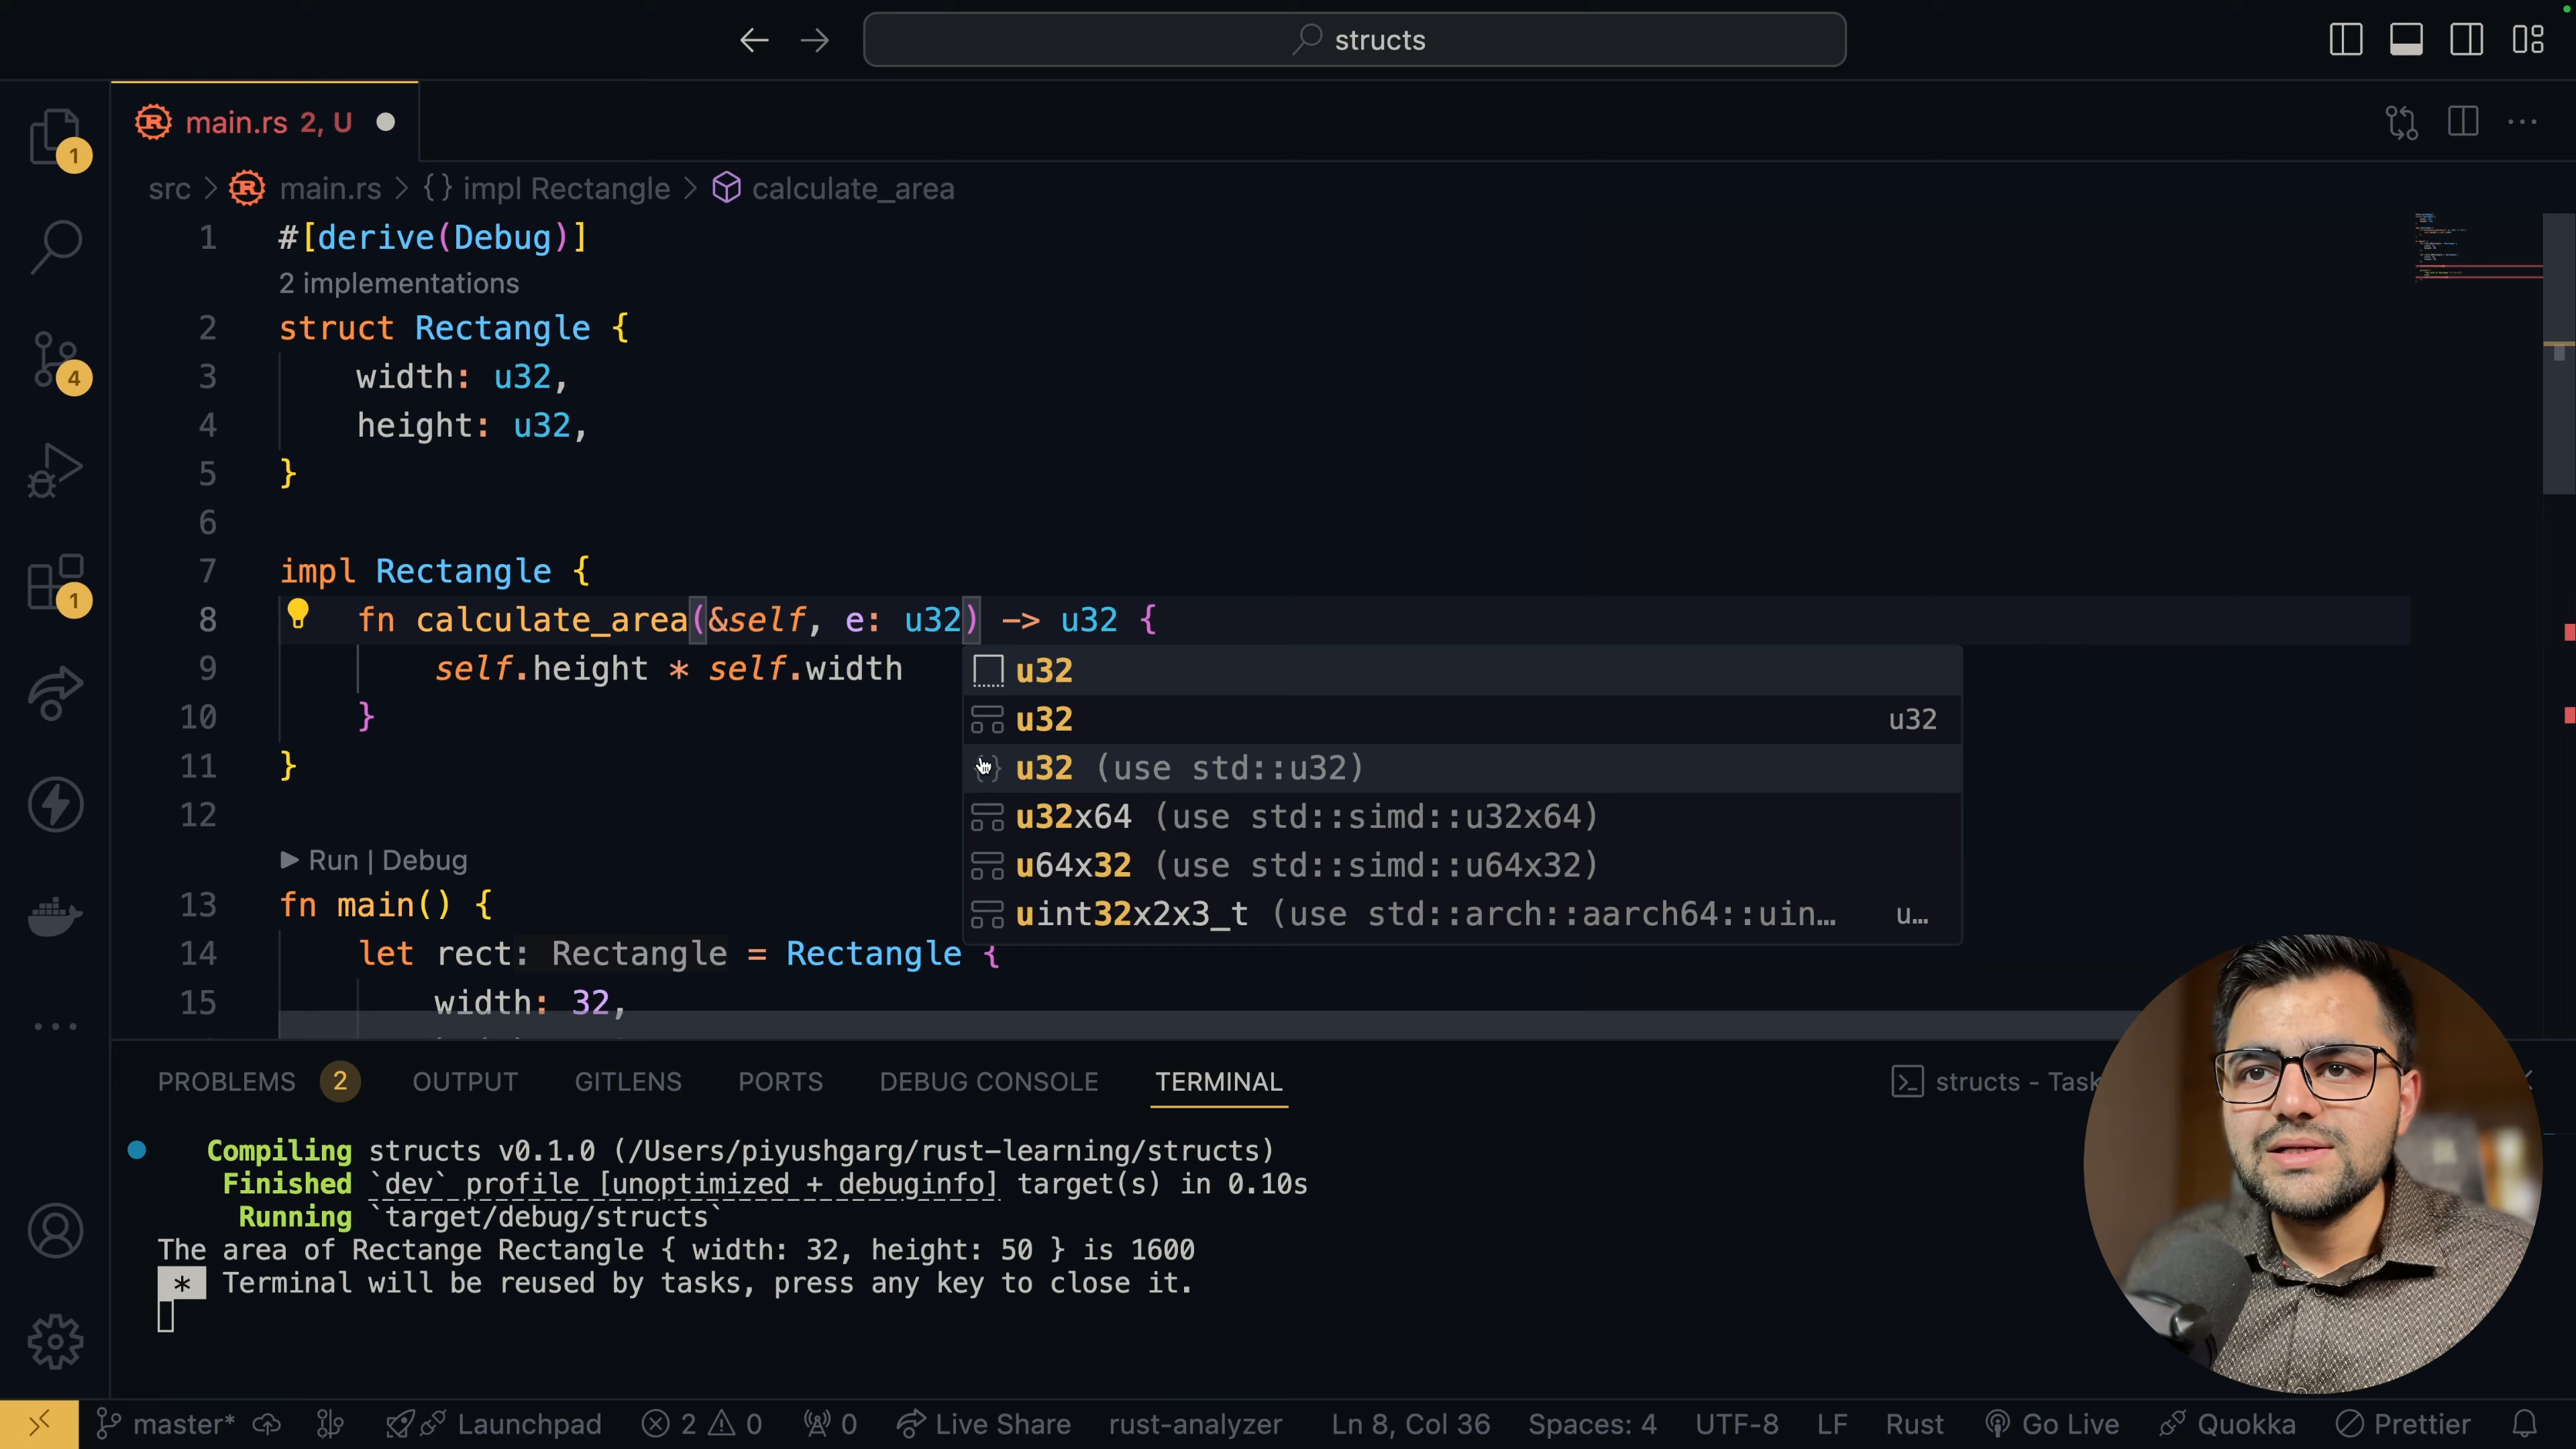 structs
main.rs 2, U
src > main.rs > {} impl Rectangle > calculate_area
1 #[derive(Debug)]
2 implementations
2 struct Rectangle {
3 width: u32,
4 height: u32,
5 }
6
7 impl Rectangle {
8 fn calculate_area(&self, e: u32) -> u32 {
9 self.height * self.width
10 }
11 }
12
u32
u32 u32
u32 (use std::u32)
u32x64 (use std::simd::u32x64)
u64x32 (use std::simd::u64x32)
uint32x2x3_t (use std::arch::aarch64::uin… u…
Run | Debug
13 fn main() {
14 let rect: Rectangle = Rectangle {
15 width: 32,
1
4
1
PROBLEMS 2 OUTPUT GITLENS PORTS DEBUG CONSOLE TERMINAL structs - Task
Compiling structs v0.1.0 (/Users/piyushgarg/rust-learning/structs)
Finished `dev` profile [unoptimized + debuginfo] target(s) in 0.10s
Running `target/debug/structs`
The area of Rectange Rectangle { width: 32, height: 50 } is 1600
* Terminal will be reused by tasks, press any key to close it.
master* Launchpad 2 0 0 Live Share rust-analyzer Ln 8, Col 36 Spaces: 4 UTF-8 LF Rust Go Live Quokka Prettier